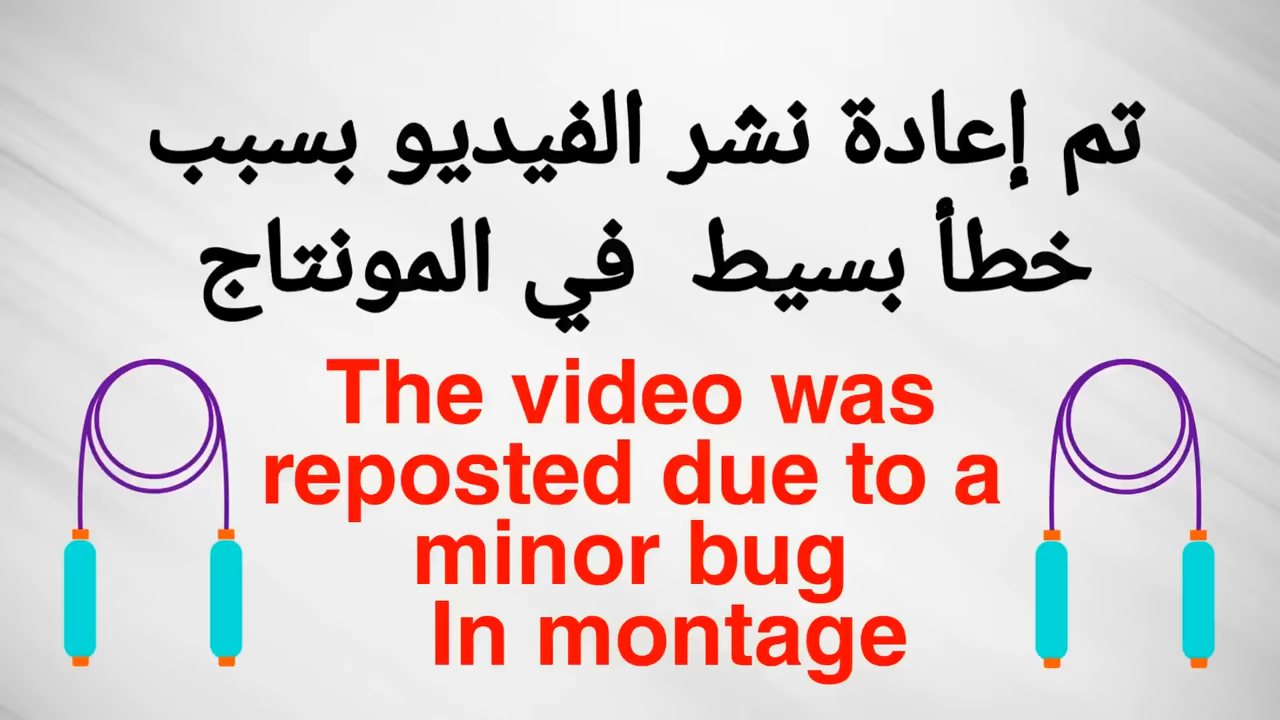 تم إعادة نشر الفيديو بسبب
خطأ بسيط في المونتاج
The video was
reposted due to a
minor bug
In montage